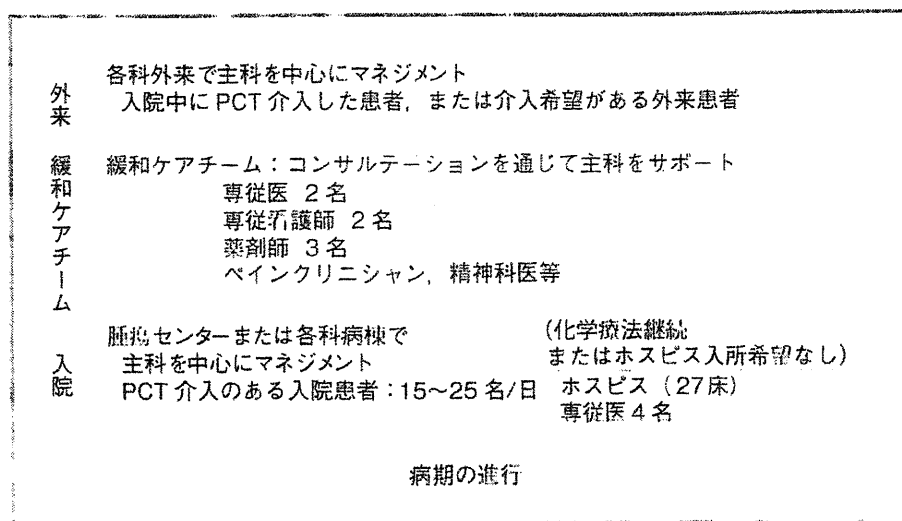 外来
各科外来で主科を中心にマネジメント
入院中に PCT 介入した患者，または介入希望がある外来患者
緩和ケアチーム
緩和ケアチーム：コンサルテーションを通じて主科をサポート
専従医 2 名
専従看護師 2 名
薬剤師 3 名
ペインクリニシャン，精神科医等
入院
腫瘍センターまたは各科病棟で
主科を中心にマネジメント
PCT 介入のある入院患者：15〜25 名/日
(化学療法継続
またはホスピス入所希望なし)
ホスピス (27床)
専従医 4 名
病期の進行